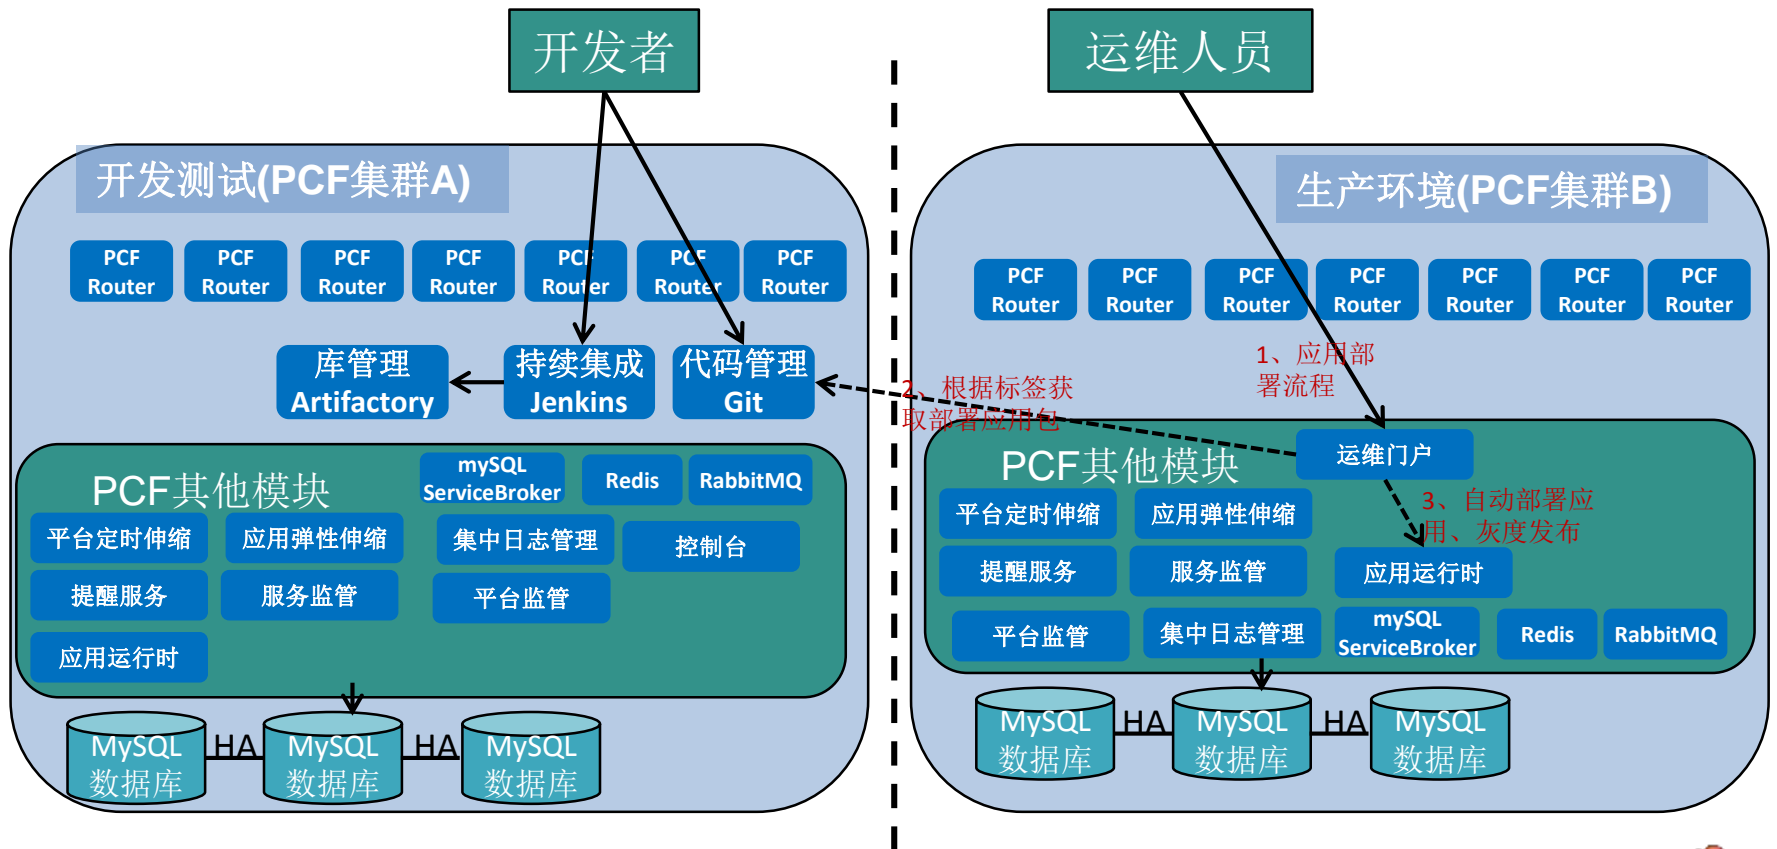 开发者
运维人员
开发测试(PCF集群A)
PCF
Router
PCF
Router
PCF
Router
PCF
Router
PCF
Router
PCF
Router
PCF
Router
库管理
Artifactory
持续集成
Jenkins
代码管理
Git
PCF其他模块
mySQL
ServiceBroker
Redis
RabbitMQ
平台定时伸缩
应用弹性伸缩
集中日志管理
控制台
提醒服务
服务监管
平台监管
应用运行时
MySQL
数据库
HA
MySQL
数据库
HA
MySQL
数据库
生产环境(PCF集群B)
PCF
Router
PCF
Router
PCF
Router
PCF
Router
PCF
Router
PCF
Router
PCF
Router
1、应用部
署流程
2、根据标签获
取部署应用包
运维门户
PCF其他模块
3、自动部署应
用、灰度发布
平台定时伸缩
应用弹性伸缩
提醒服务
服务监管
应用运行时
平台监管
集中日志管理
mySQL
ServiceBroker
Redis
RabbitMQ
MySQL
数据库
HA
MySQL
数据库
HA
MySQL
数据库